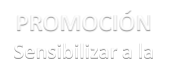 PROMOCIÓN
Sensibilizar a la